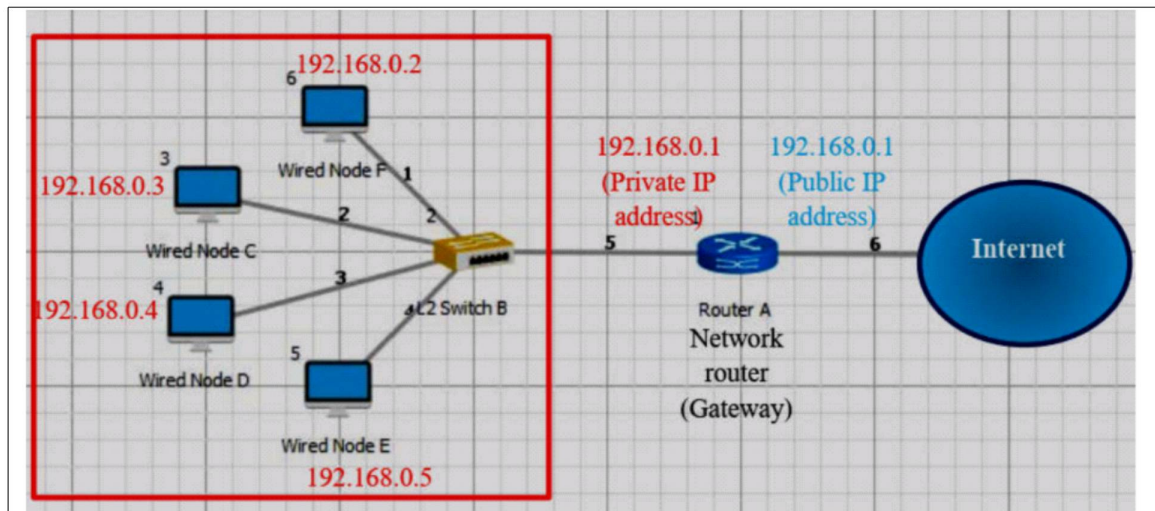 192.168.0.2
6
Wired Node F
1
3
192.168.0.3
2
2
Wired Node C
4
192.168.0.4
3
Wired Node D
4
L2 Switch B
5
Wired Node E
192.168.0.5
192.168.0.1
(Private IP
address)
1
192.168.0.1
(Public IP
address)
5
6
Router A
Network
router
(Gateway)
Internet